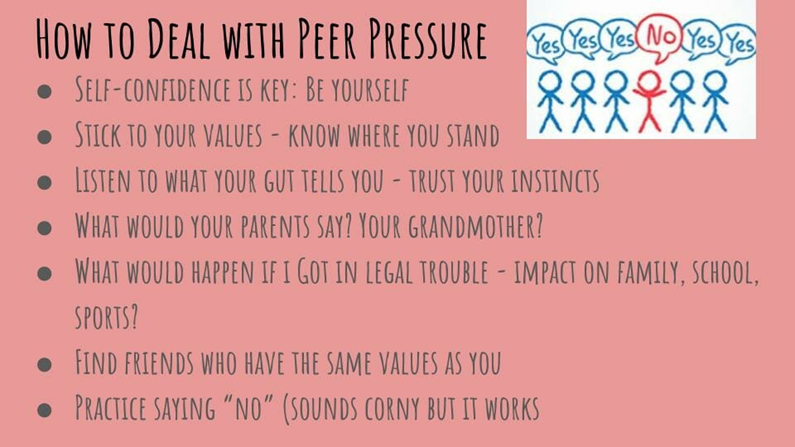 How to Deal with Peer Pressure
Yes Yes Yes No Yes Yes
● Self-confidence is key: Be yourself
● Stick to your values - know where you stand
● Listen to what your gut tells you - trust your instincts
● What would your parents say? Your grandmother?
● What would happen if i Got in legal trouble - impact on family, school,
sports?
● Find friends who have the same values as you
● Practice saying “no” (sounds corny but it works